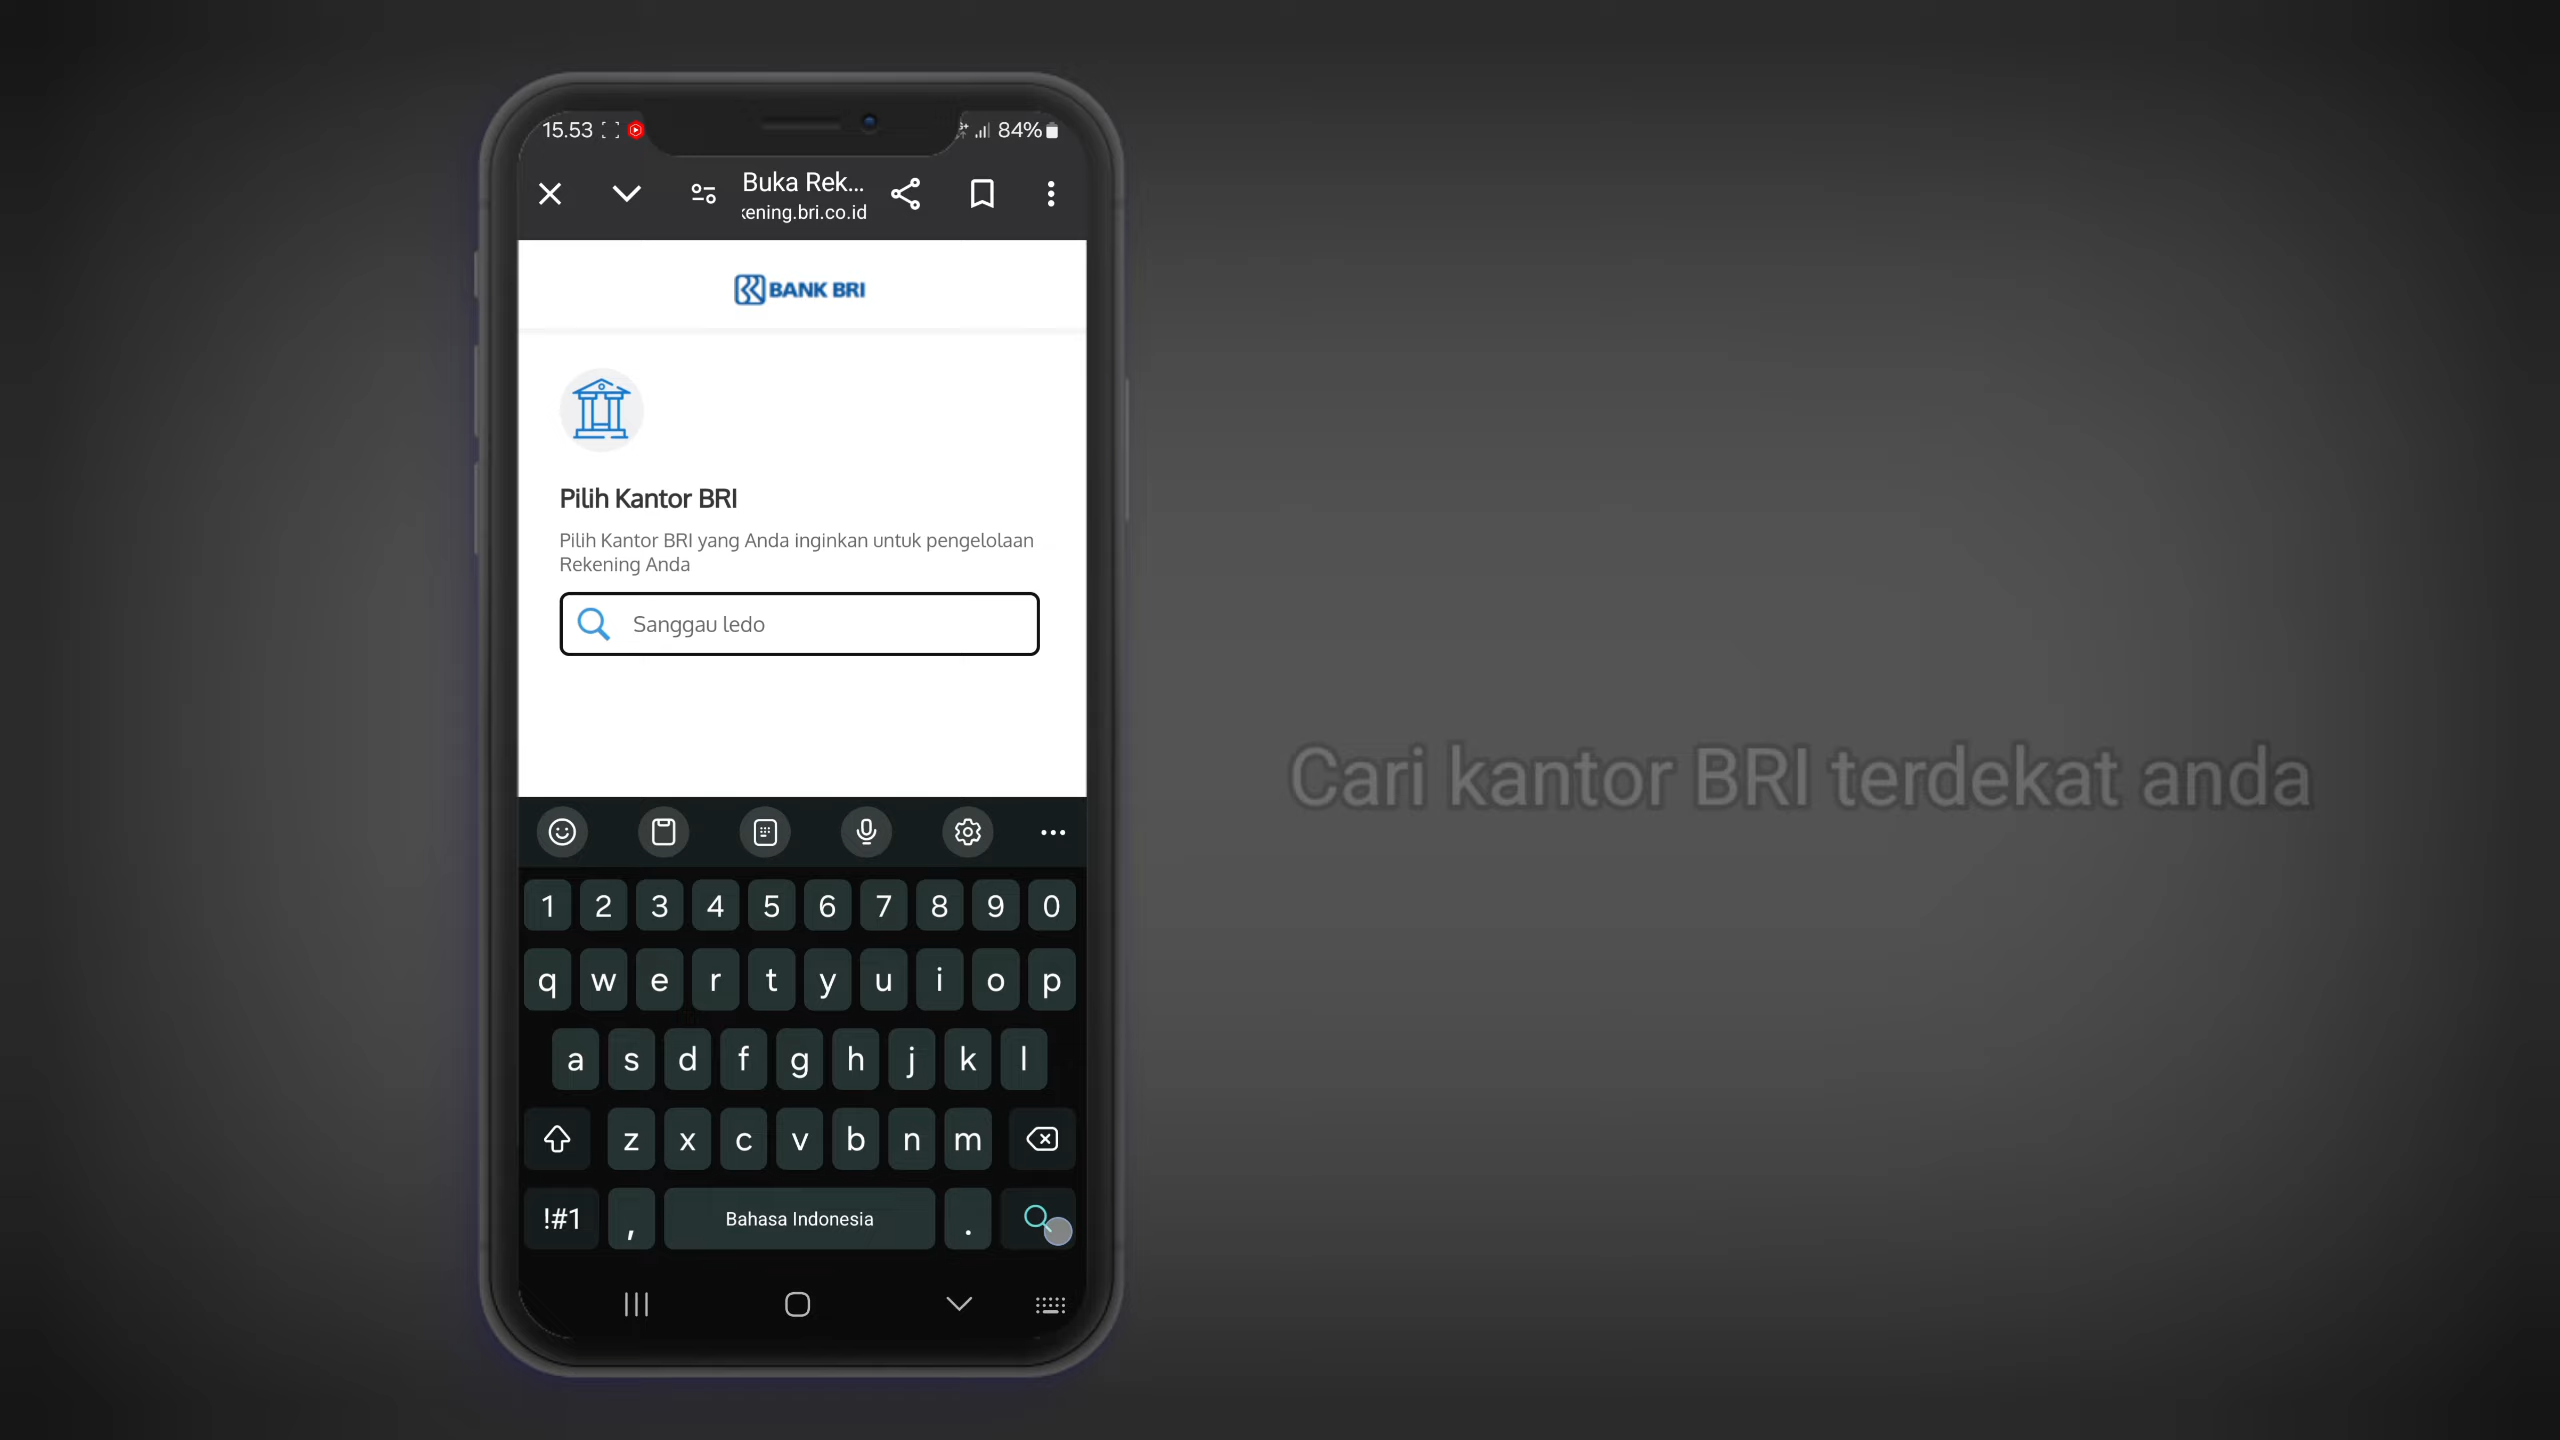 15.53
84%
Buka Rek...
kening.bri.co.id
BANK BRI
Pilih Kantor BRI
Pilih Kantor BRI yang Anda inginkan untuk pengelolaan
Rekening Anda
Sanggau ledo
Cari kantor BRI terdekat anda
1 2 3 4 5 6 7 8 9 0
q w e r t y u i o p
a s d f g h j k l
z x c v b n m
!#1 , Bahasa Indonesia .